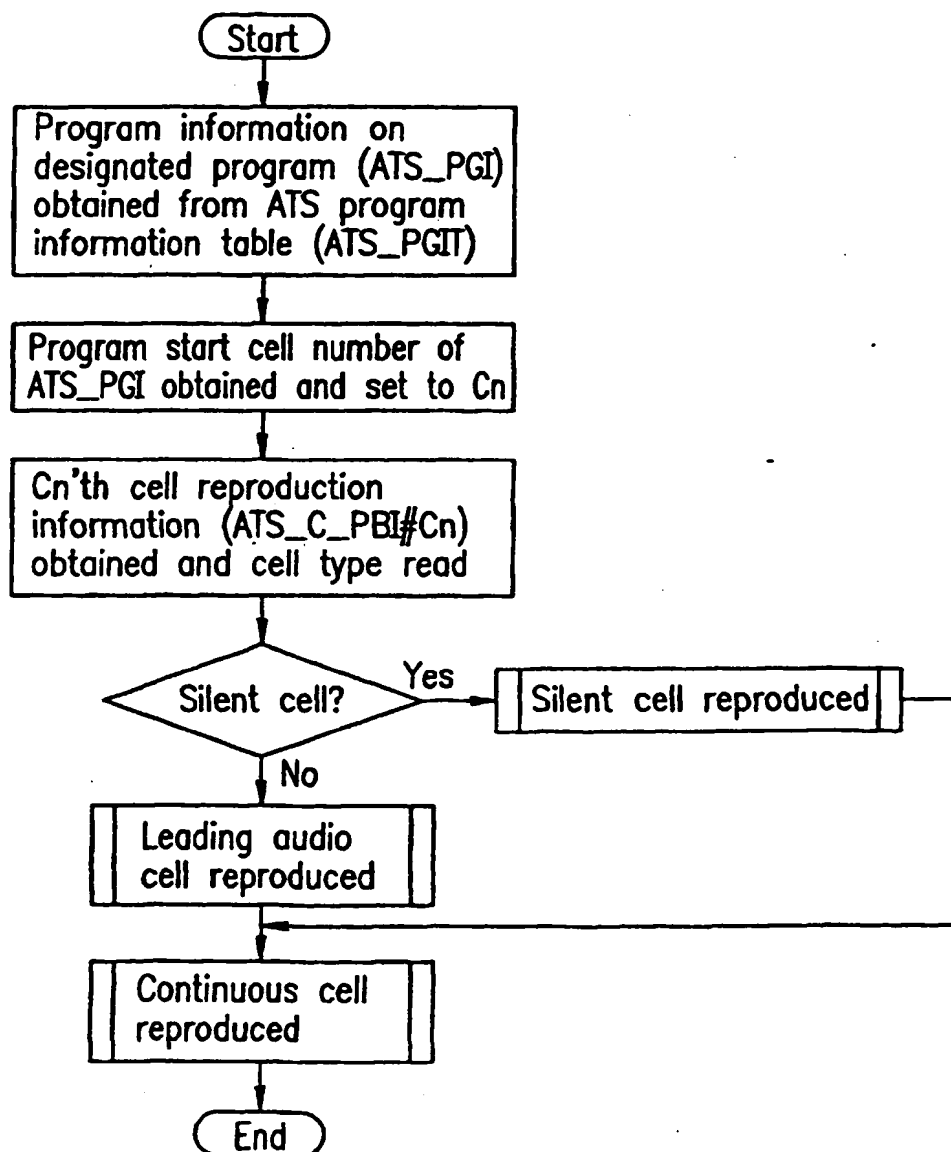 Start
Program information on
designated program (ATS_PGI)
obtained from ATS program
information table (ATS_PGIT)
Program start cell number of
ATS_PGI obtained and set to Cn
Cn'th cell reproduction
information (ATS_C_PBI#Cn)
obtained and cell type read
Silent cell?
Yes
Silent cell reproduced
No
Leading audio
cell reproduced
Continuous cell
reproduced
End